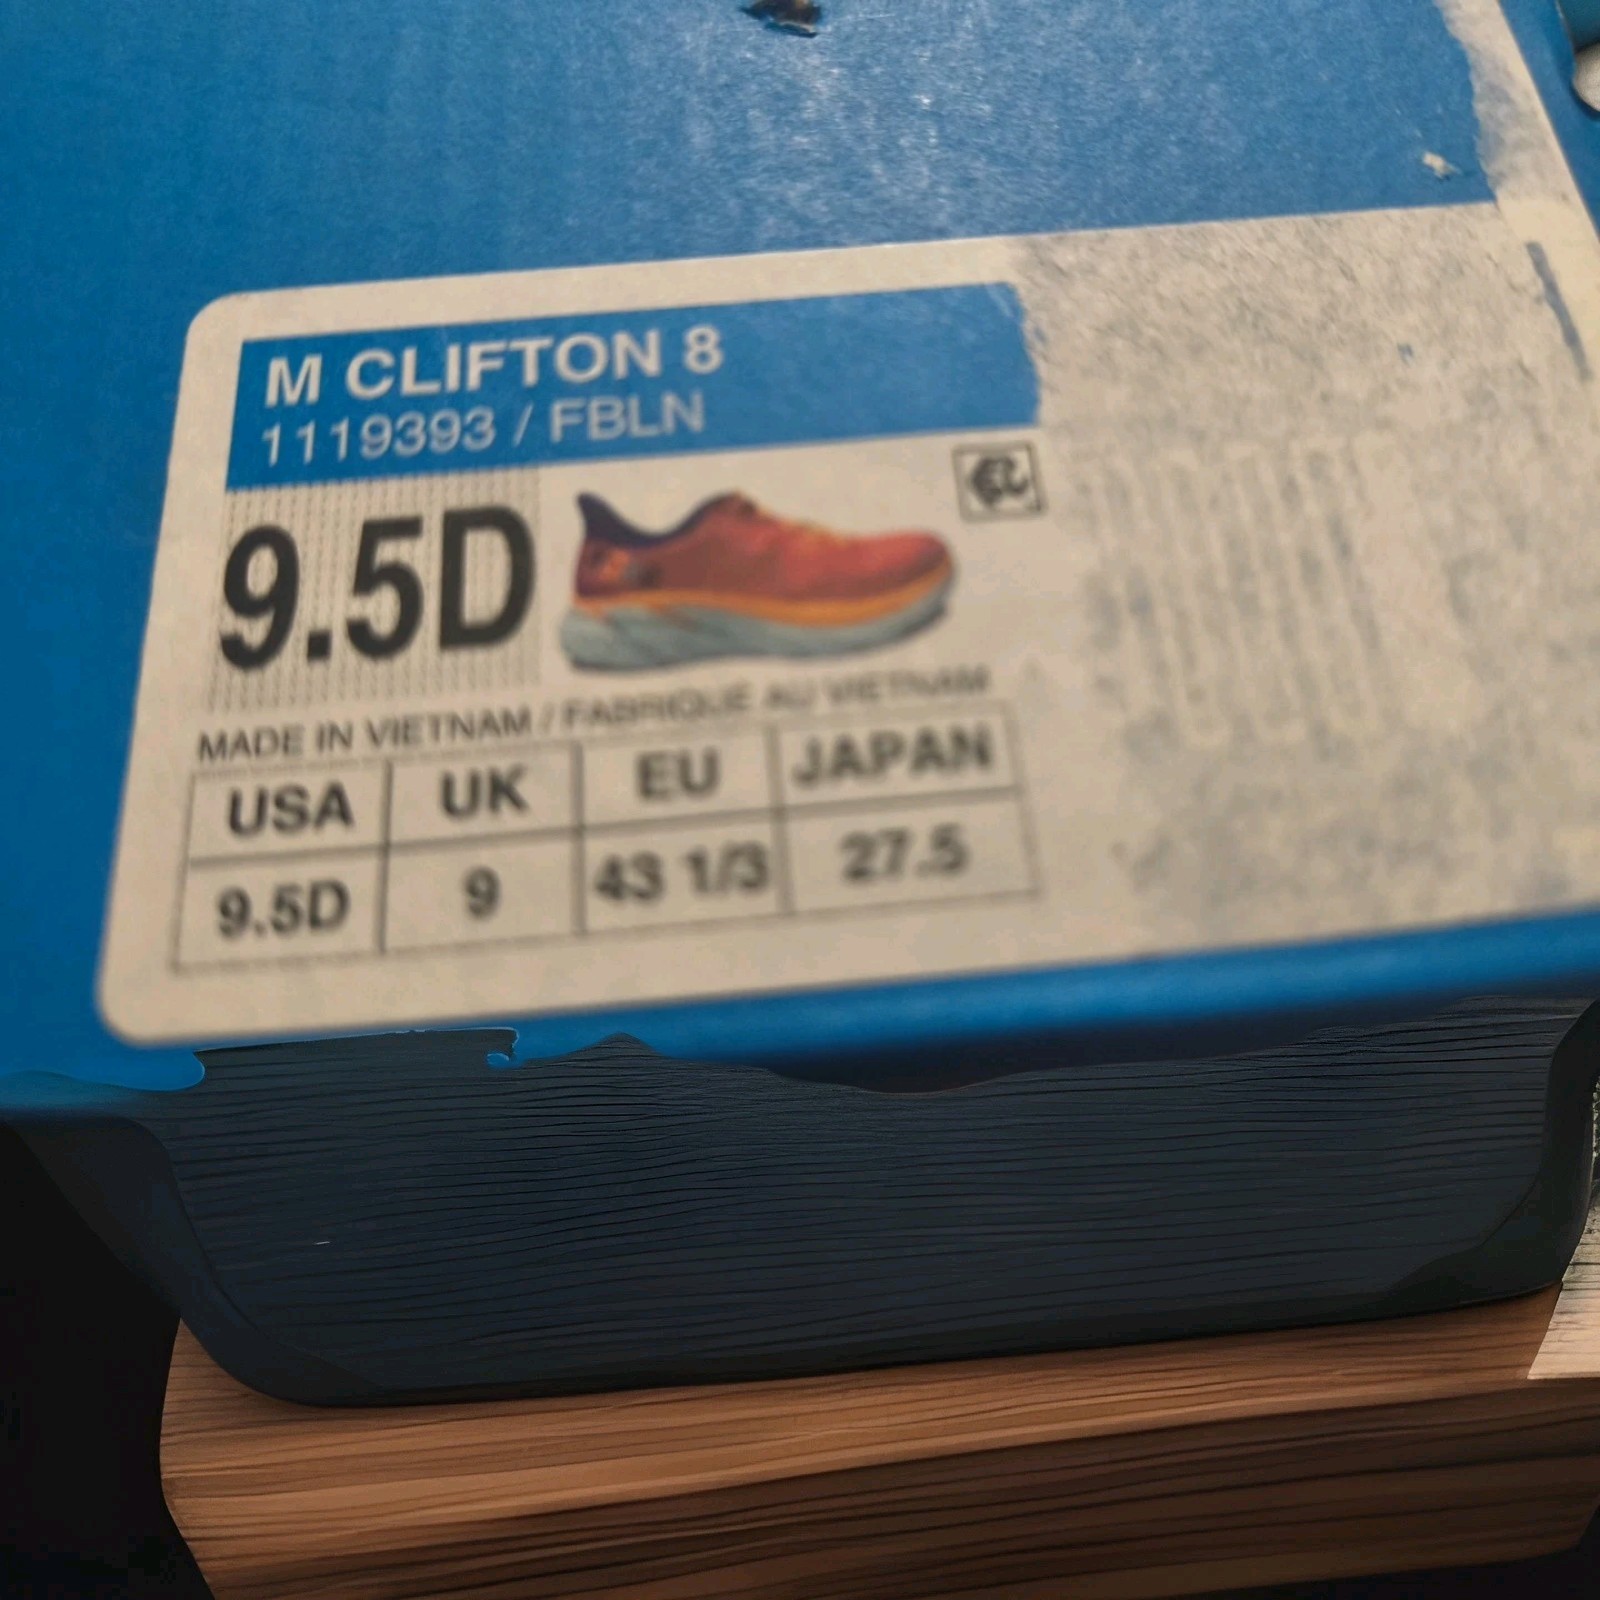 M CLIFTON 8
1119393 / FBLN
9.5D
MADE IN VIETNAM / FABRIQUÉ AU VIETNAM
USA UK EU JAPAN
9.5D 9 43 1/3 27.5